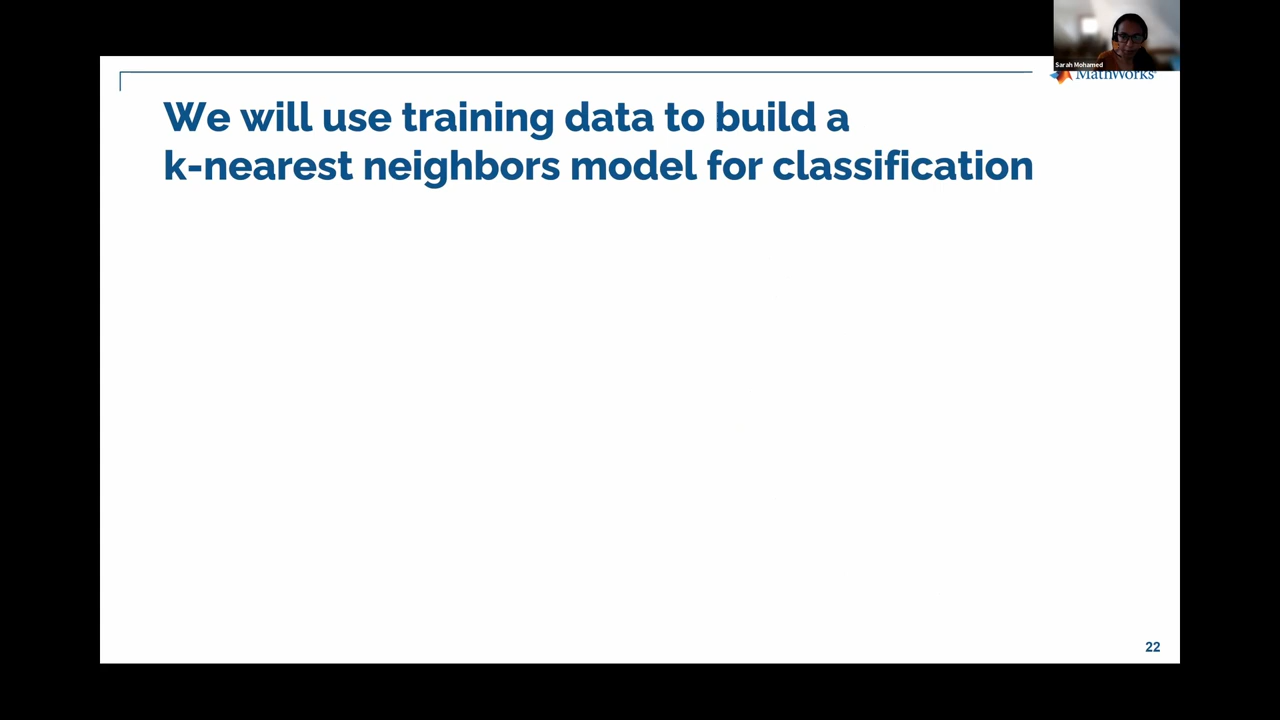 Sarah Mohamed
MathWorks®
We will use training data to build a
k-nearest neighbors model for classification
22